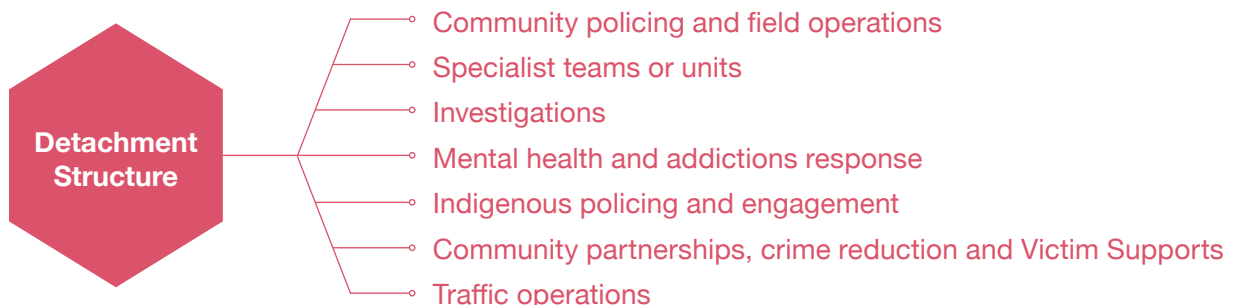 Detachment
Structure
Community policing and field operations
Specialist teams or units
Investigations
Mental health and addictions response
Indigenous policing and engagement
Community partnerships, crime reduction and Victim Supports
Traffic operations